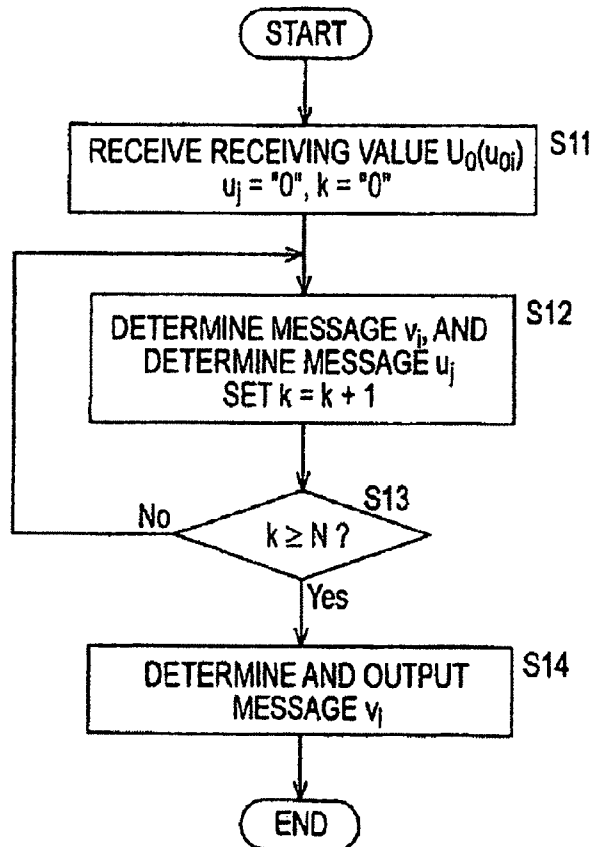 START
RECEIVE RECEIVING VALUE U₀(u₀ᵢ)
uⱼ = "0", k = "0"
S11
DETERMINE MESSAGE vᵢ, AND
DETERMINE MESSAGE uⱼ
SET k = k + 1
S12
S13
No
k ≥ N ?
Yes
DETERMINE AND OUTPUT
MESSAGE vᵢ
S14
END